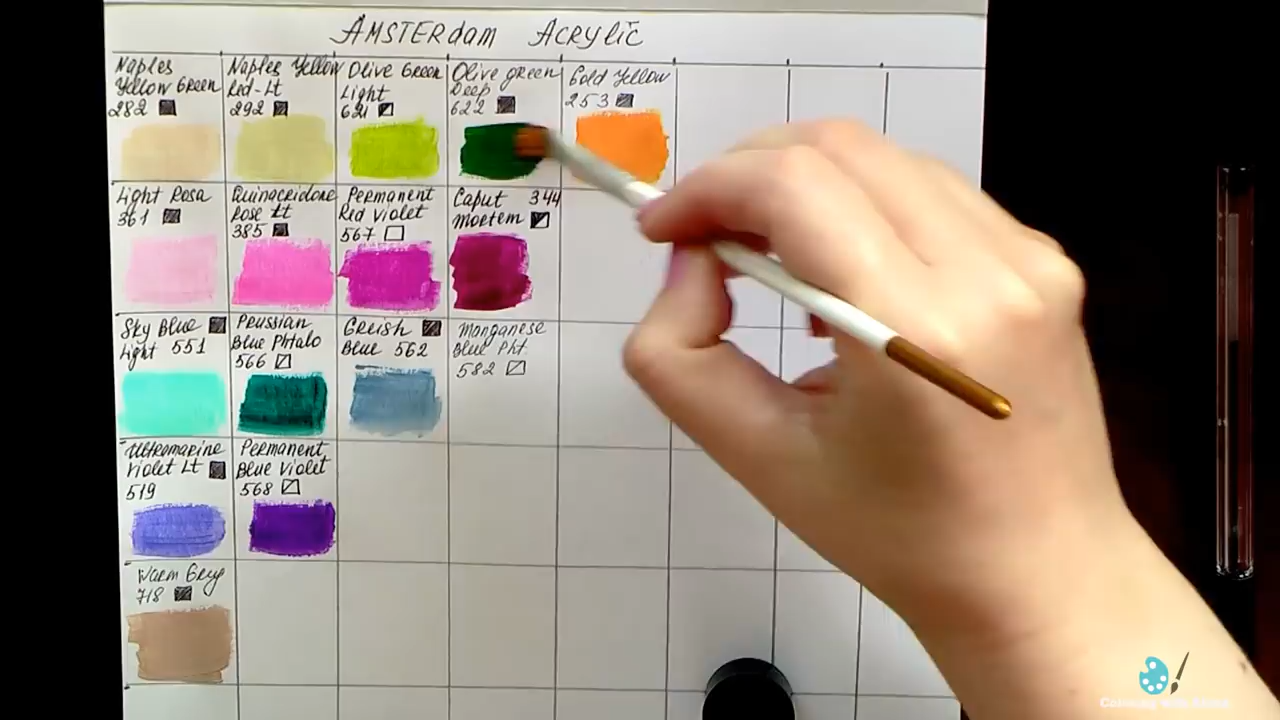 AMSTERdam Acrylic
Naples
Yellow Green
282
Naples Yellow
Red-Lt
292
Olive Green
Light
621
Olive green
Deep
622
Gold Yellow
253
Light Rosa
361
Quinacridone
Rose Lt
385
Permanent
Red Violet
567
Caput 344
mortem
Sky Blue
Light 551
Prussian
Blue Phtalo
566
Greish
Blue 562
Manganese
Blue Pht
582
Ultromarine
Violet Lt
519
Permanent
Blue Violet
568
Warm Grey
718